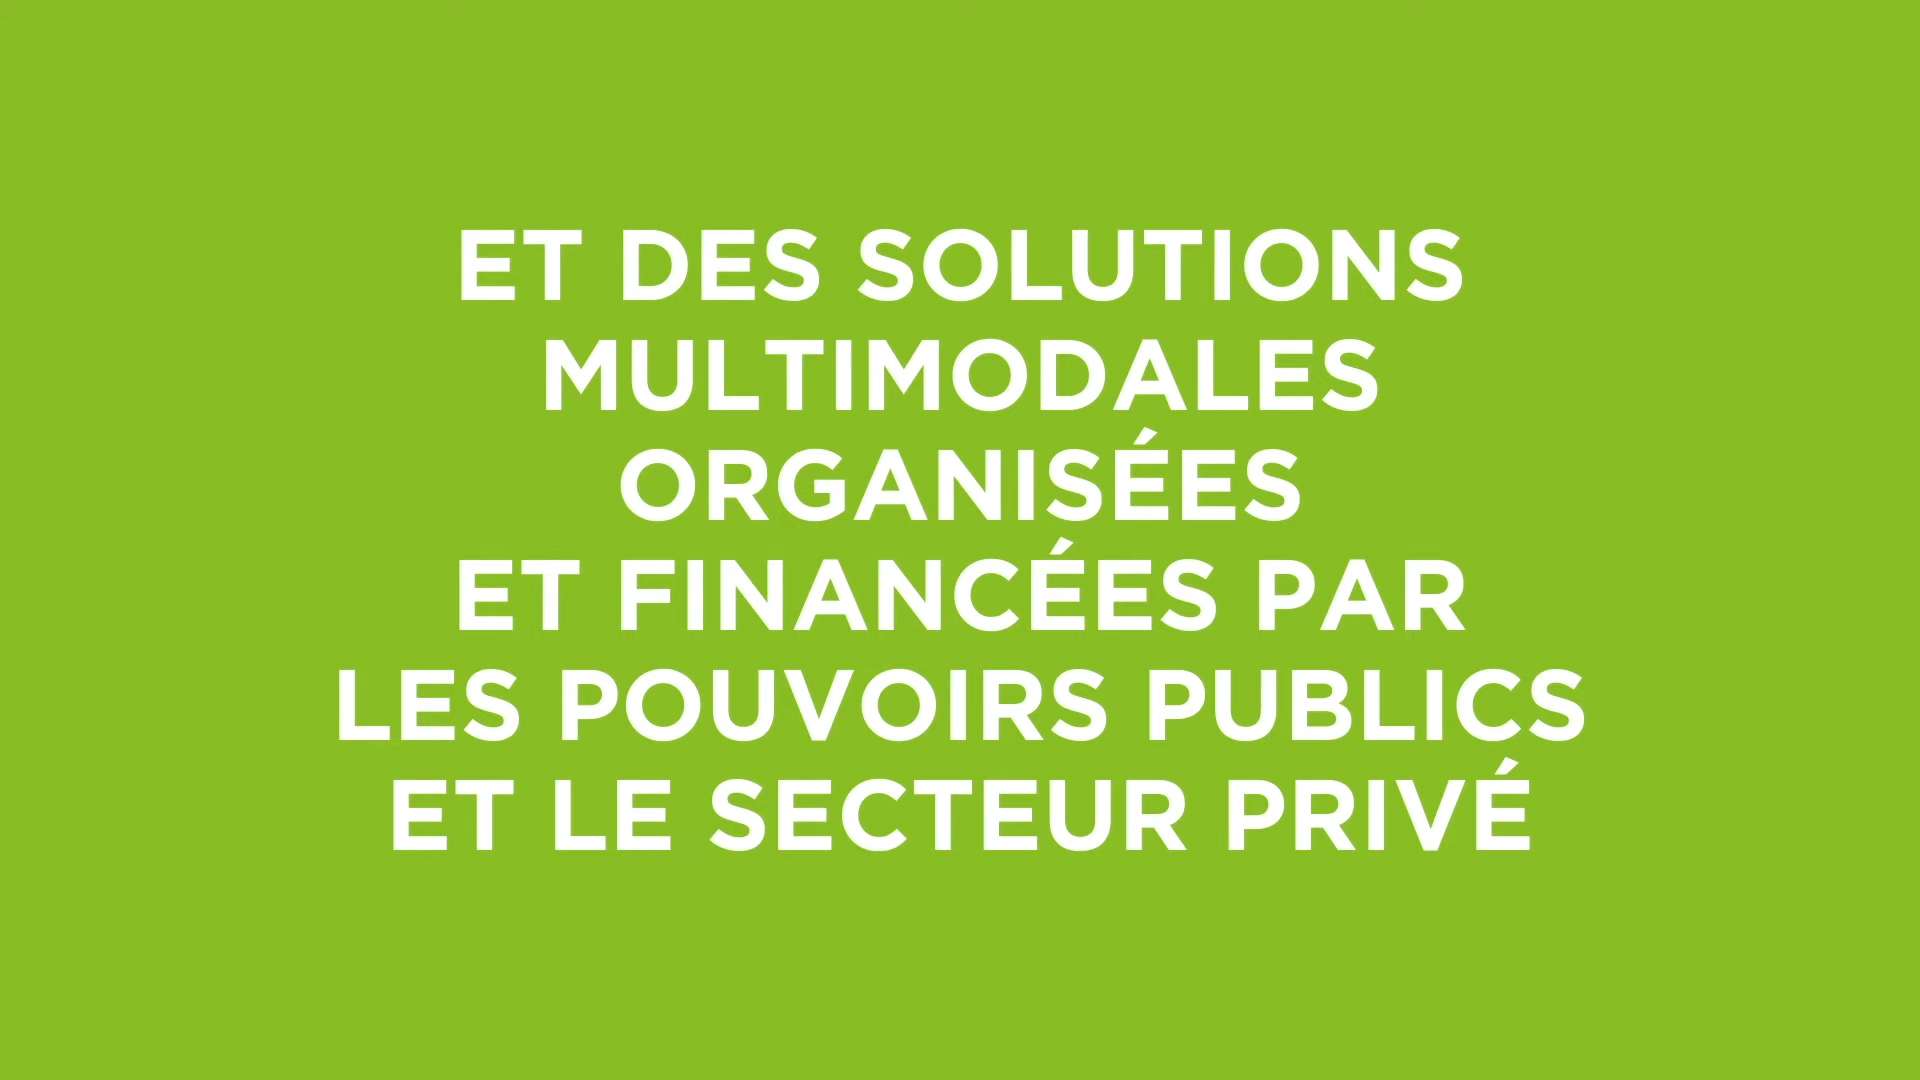 ET DES SOLUTIONS
MULTIMODALES
ORGANISÉES
ET FINANCÉES PAR
LES POUVOIRS PUBLICS
ET LE SECTEUR PRIVÉ